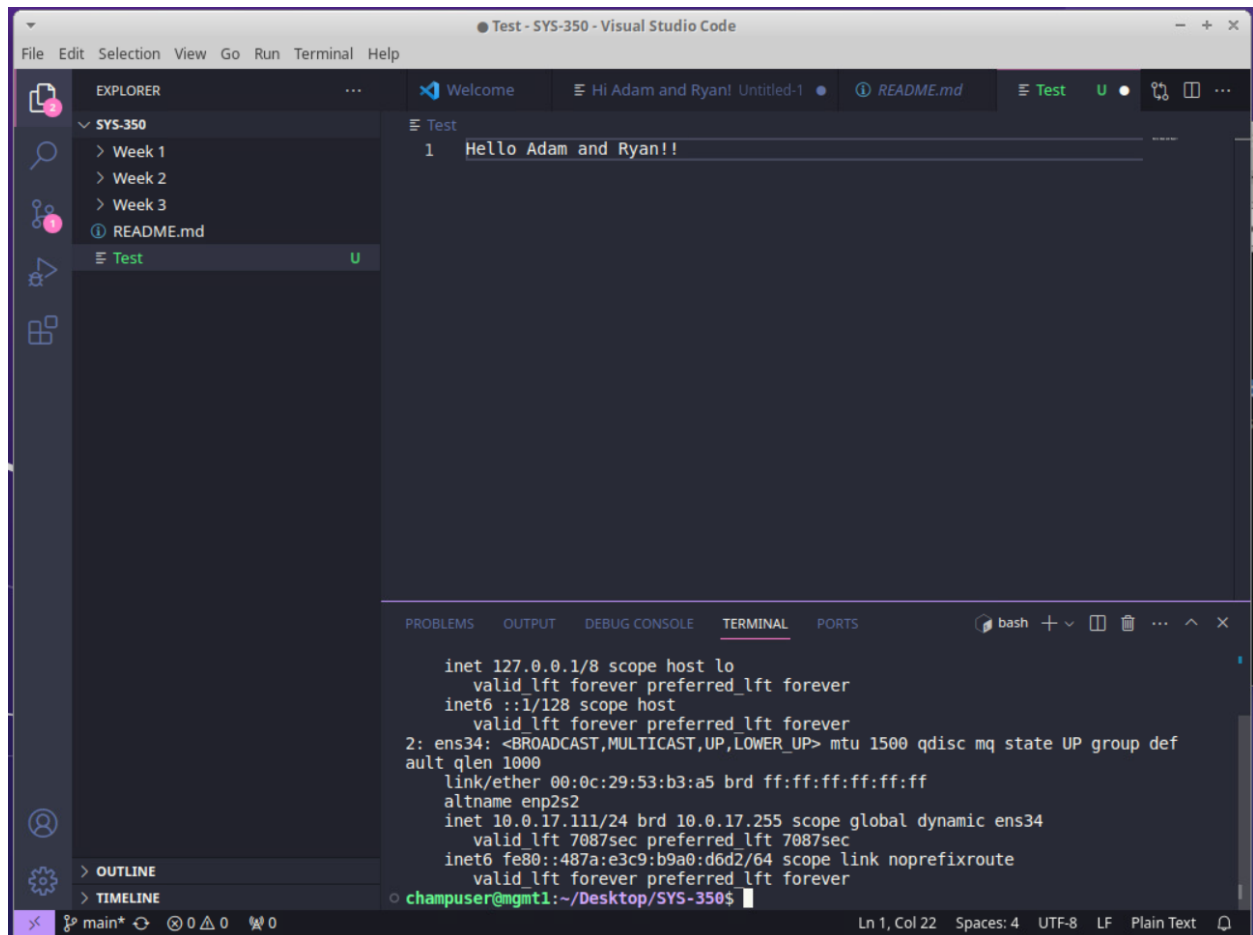 Test - SYS-350 - Visual Studio Code
File Edit Selection View Go Run Terminal Help
2
EXPLORER
Welcome
Hi Adam and Ryan! Untitled-1
README.md
Test U
SYS-350
Test
Week 1
1 Hello Adam and Ryan!!
Week 2
Week 3
1
README.md
Test U
PROBLEMS OUTPUT DEBUG CONSOLE TERMINAL PORTS
bash
inet 127.0.0.1/8 scope host lo
valid_lft forever preferred_lft forever
inet6 ::1/128 scope host
valid_lft forever preferred_lft forever
2: ens34: <BROADCAST,MULTICAST,UP,LOWER_UP> mtu 1500 qdisc mq state UP group def
ault qlen 1000
link/ether 00:0c:29:53:b3:a5 brd ff:ff:ff:ff:ff:ff
altname enp2s2
inet 10.0.17.111/24 brd 10.0.17.255 scope global dynamic ens34
valid_lft 7087sec preferred_lft 7087sec
inet6 fe80::487a:e3c9:b9a0:d6d2/64 scope link noprefixroute
valid_lft forever preferred_lft forever
champuser@mgmt1:~/Desktop/SYS-350$
OUTLINE
TIMELINE
main* 0 0 0
Ln 1, Col 22 Spaces: 4 UTF-8 LF Plain Text